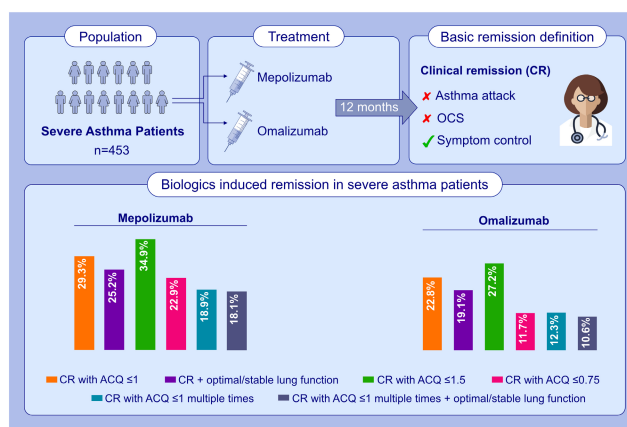 Population
Treatment
Basic remission definition
Severe Asthma Patients
n=453
Mepolizumab
Omalizumab
12 months
Clinical remission (CR)
Asthma attack
OCS
Symptom control
Biologics induced remission in severe asthma patients
Mepolizumab
29.3%
25.2%
34.9%
22.9%
18.9%
18.1%
Omalizumab
22.8%
19.1%
27.2%
11.7%
12.3%
10.6%
CR with ACQ ≤1
CR + optimal/stable lung function
CR with ACQ ≤1.5
CR with ACQ ≤0.75
CR with ACQ ≤1 multiple times
CR with ACQ ≤1 multiple times + optimal/stable lung function